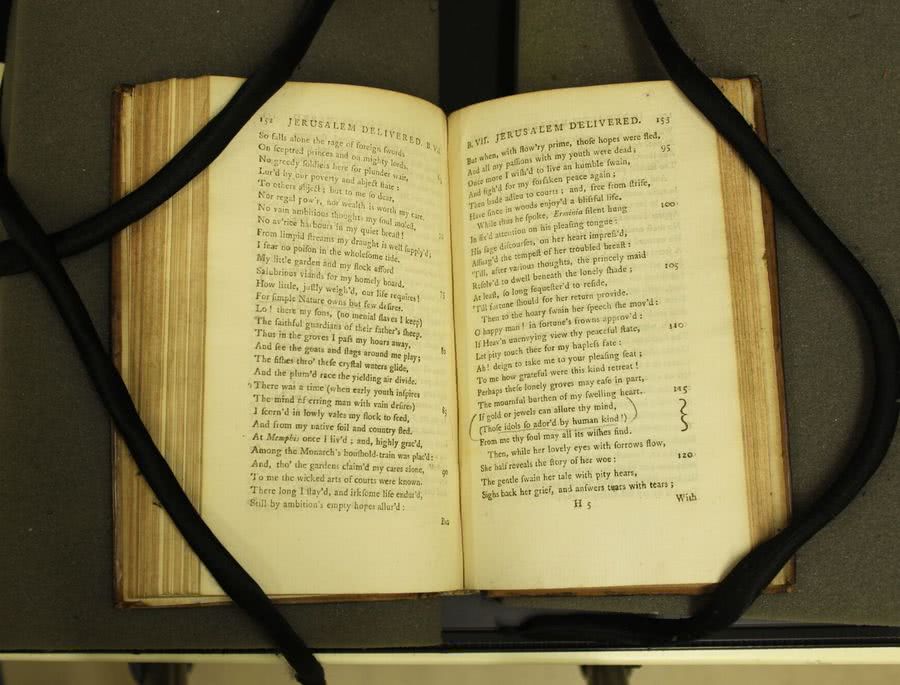 152 JERUSALEM DELIVERED. B. VII.
So falls alone the rage of foreign swords
On sceptred princes and on mighty lords,
No greedy soldiers here for plunder wait,
Lur'd by our poverty and abject state :
To others abject; but to me so dear,
Nor regal pow'r, nor wealth is worth my care.
No vain ambitious thoughts my soul molest,
No av'rice harbours in my quiet breast!
From limpid streams my draught is well supply'd;
I fear no poison in the wholesome tide.
My little garden and my flock afford
Salubrious viands for my homely board.
How little, justly weigh'd, our life requires! 75
For simple Nature owns but few desires.
Lo! there my sons, (no menial slaves I keep)
The faithful guardians of their father's sheep.
Thus in the groves I pass my hours away,
And see the goats and stags around me play; 80
The fishes thro' these crystal waters glide,
And the plum'd race the yielding air divide.
There was a time (when early youth inspires
The mind of erring man with vain desires)
I scorn'd in lowly vales my flock to feed, 85
And from my native soil and country fled.
At Memphis once I liv'd ; and, highly grac'd,
Among the Monarch's houshold-train was plac'd:
And, tho' the gardens claim'd my cares alone,
To me the wicked arts of courts were known. 90
There long I stay'd, and irksome life endur'd,
Still by ambition's empty hopes allur'd :
But
B. VII. JERUSALEM DELIVERED. 153
But when, with flow'ry prime, those hopes were fled,
And all my passions with my youth were dead;
Once more I wish'd to live an humble swain, 95
And sigh'd for my forsaken peace again ;
Then bade adieu to courts ; and, free from strife,
Have since in woods enjoy'd a blissful life.
While thus he spoke, Erminia silent hung
In fix'd attention on his pleasing tongue : 100
His sage discourses, on her heart impress'd,
Assuag'd the tempest of her troubled breast :
'Till, after various thoughts, the princely maid
Resolv'd to dwell beneath the lonely shade ;
At least, so long sequester'd to reside, 105
'Till fortune should for her return provide.
Then to the hoary swain her speech she mov'd :
O happy man! in fortune's frowns approv'd :
If Heav'n unenvying view thy peaceful state,
Let pity touch thee for my hapless fate : 110
Ah! deign to take me to your pleasing seat ;
To me how grateful were this kind retreat !
Perhaps these lonely groves may ease in part,
The mournful burthen of my swelling heart.
If gold or jewels can allure thy mind, 115
(Those idols so ador'd by human kind!)
From me thy soul may all its wishes find.
Then, while her lovely eyes with sorrows flow,
She half reveals the story of her woe :
The gentle swain her tale with pity hears, 120
Sighs back her grief, and answers tears with tears ;
H 5 With